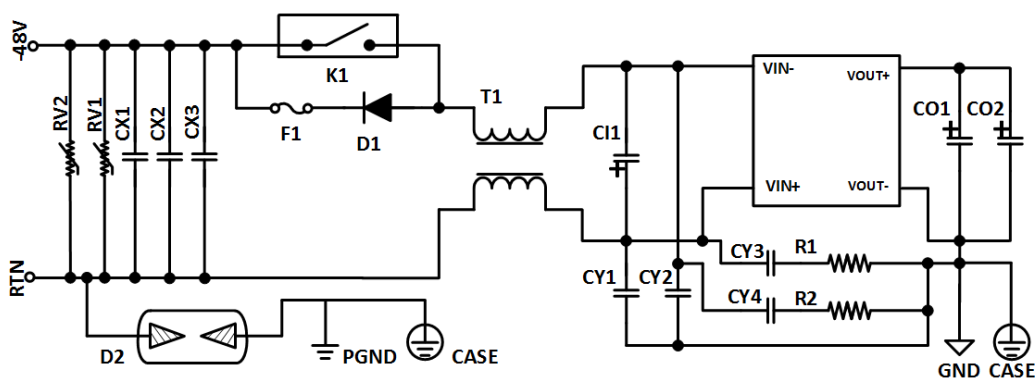 -48V
K1
RV2
RV1
CX1
CX2
CX3
F1
D1
T1
CI1
VIN-
VOUT+
VIN+
VOUT-
CO1
CO2
RTN
CY1
CY2
CY3
R1
CY4
R2
D2
PGND
CASE
GND
CASE